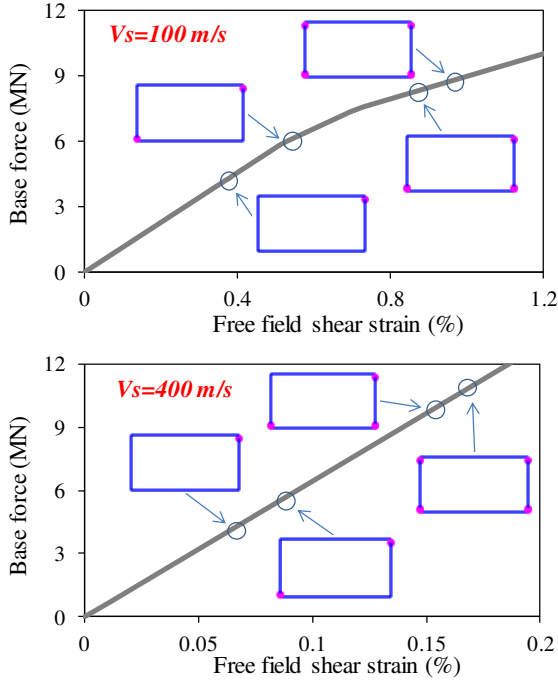 12
Vs=100 m/s
9
6
3
0
Base force (MN)
0 0.4 0.8 1.2
Free field shear strain (%)
12
Vs=400 m/s
9
6
3
0
Base force (MN)
0 0.05 0.1 0.15 0.2
Free field shear strain (%)